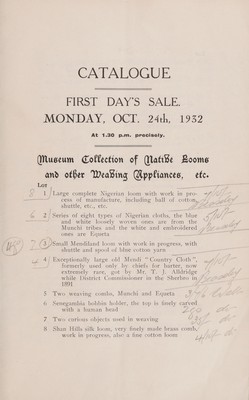 CATALOGUE
FIRST DAY'S SALE.
MONDAY, OCT. 24th, 1932
At 1.30 p.m. precisely.
Museum Collection of Native Looms
and other Weaving Appliances, etc.
Lot
1 Large complete Nigerian loom with work in pro-
cess of manufacture, including ball of cotton,
shuttle, etc., etc.
6 2 Series of eight types of Nigerian cloths, the blue
and white loosely woven ones are from the
Munchi tribes and the white and embroidered
ones are Equeta
3 Small Mendiland loom with work in progress, with
shuttle and spool of blue cotton
4 4 Exceptionally large old Mendi "Country Cloth",
formerly used only by chiefs for barter, now
extremely rare, got by Mr. T. J. Alldridge
while District Commissioner in the Sherbro in
1891
5 Two weaving combs, Munchi and Equeta
6 Senegambia bobbin holder, the top is finely carved
with a human head
7 Two curious objects used in weaving
8 Shan Hills silk loom, very finely made brass comb,
work in progress, also a fine cotton loom